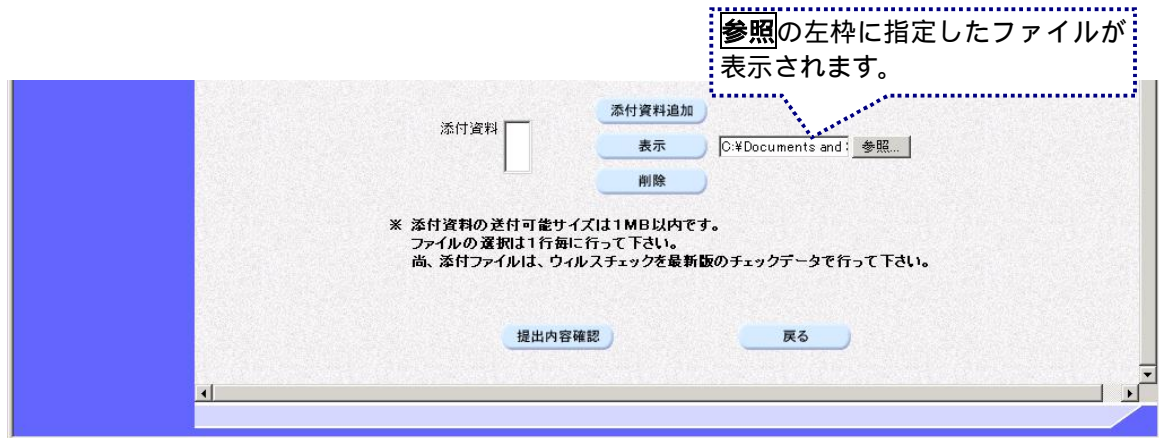 参照の左枠に指定したファイルが
表示されます。
添付資料追加
添付資料
表示
C:¥Documents and
参照...
削除
※ 添付資料の送付可能サイズは1MB以内です。
ファイルの選択は1行毎に行って下さい。
尚、添付ファイルは、ウィルスチェックを最新版のチェックデータで行って下さい。
提出内容確認
戻る